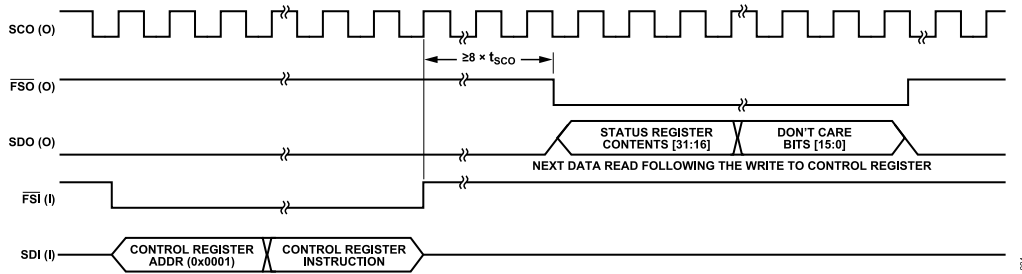 SCO (O)
≥8 × tSCO
FSO (O)
SDO (O)
STATUS REGISTER
CONTENTS [31:16]
DON'T CARE
BITS [15:0]
NEXT DATA READ FOLLOWING THE WRITE TO CONTROL REGISTER
FSI (I)
SDI (I)
CONTROL REGISTER
ADDR (0x0001)
CONTROL REGISTER
INSTRUCTION